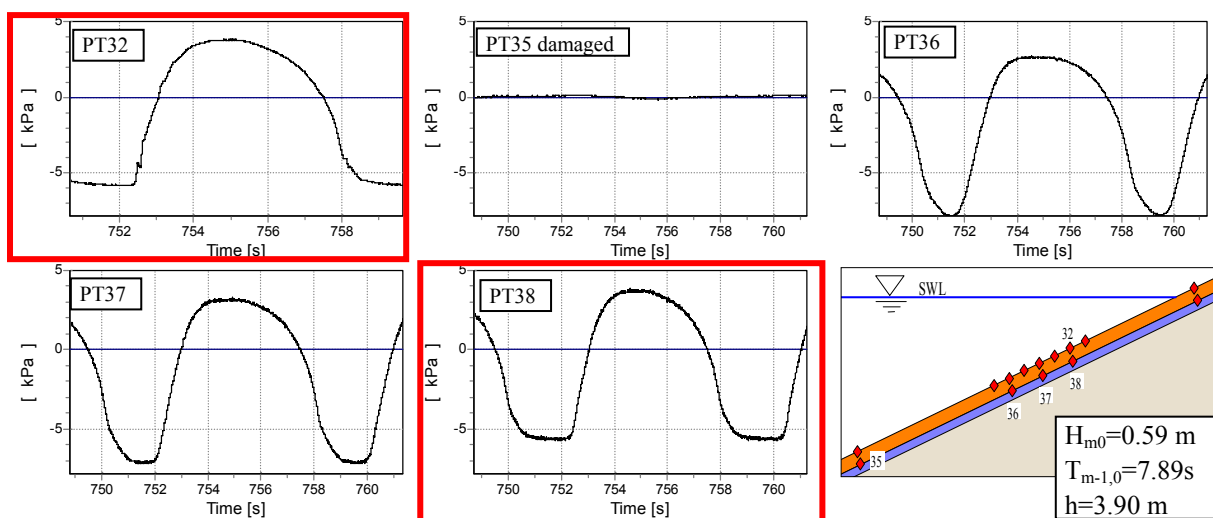 PT32
5
0
-5
[ kPa ]
752
754
756
758
Time [s]
PT35 damaged
5
0
-5
[ kPa ]
750
752
754
756
758
760
Time [s]
PT36
5
0
-5
[ kPa ]
750
752
754
756
758
760
Time [s]
PT37
5
0
-5
[ kPa ]
750
752
754
756
758
760
Time [s]
PT38
5
0
-5
[ kPa ]
750
752
754
756
758
760
Time [s]
SWL
32
38
37
36
35
Hm0=0.59 m
Tm-1,0=7.89s
h=3.90 m